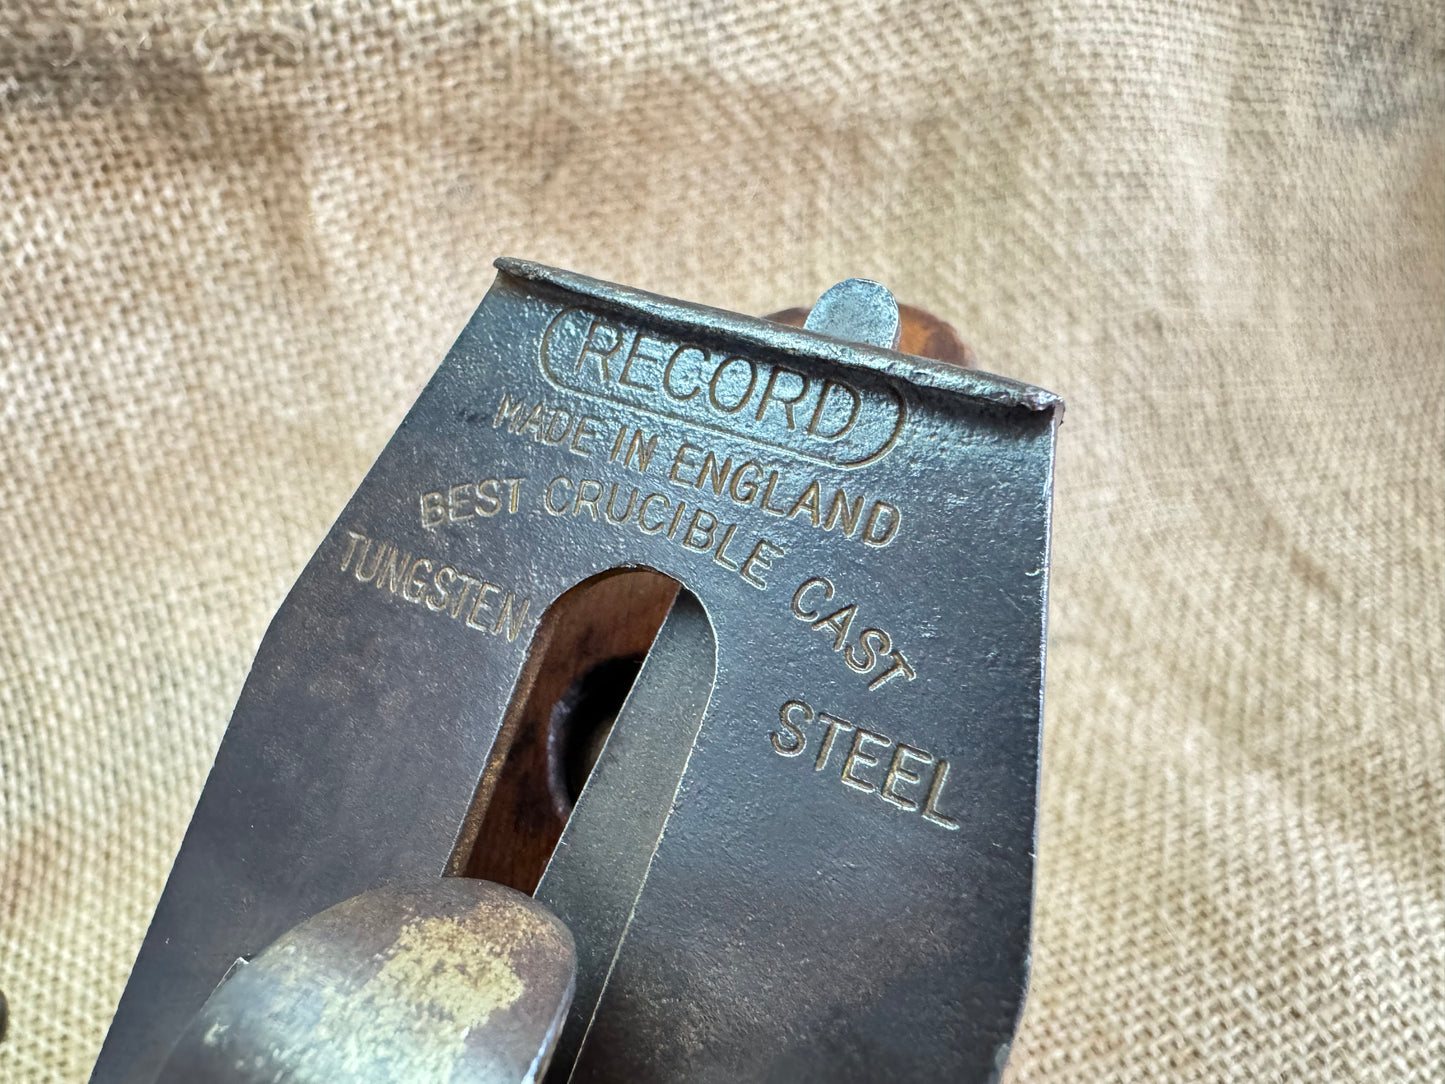 RECORD
MADE IN ENGLAND
BEST CRUCIBLE CAST
TUNGSTEN STEEL